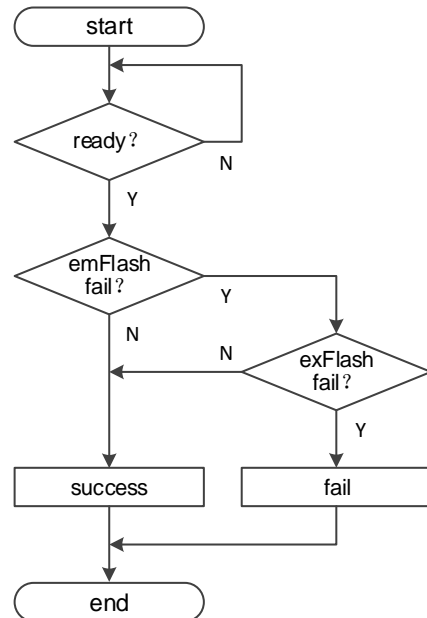 start
ready？
N
Y
emFlash
fail？
Y
N
N
exFlash
fail？
Y
success
fail
end